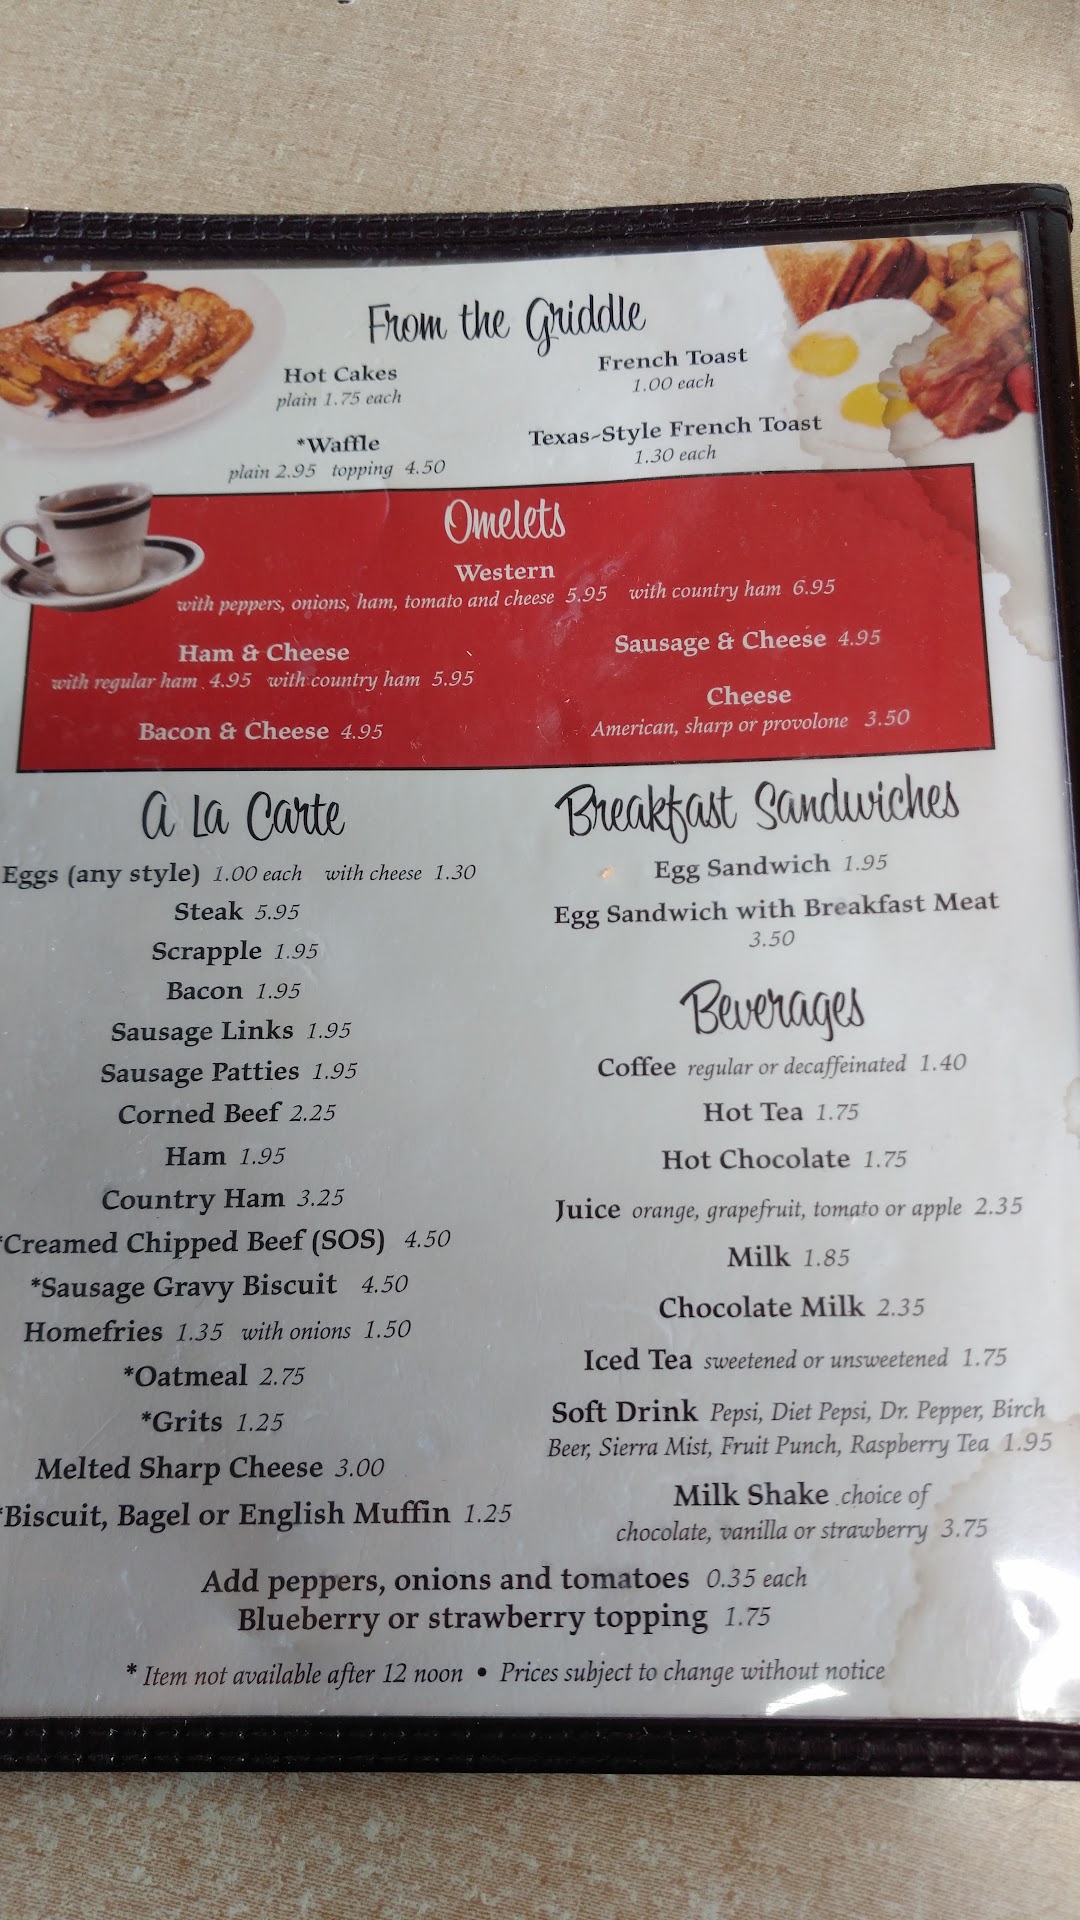 From the Griddle
Hot Cakes
plain 1.75 each
French Toast
1.00 each
*Waffle
plain 2.95 topping 4.50
Texas-Style French Toast
1.30 each
Omelets
Western
with peppers, onions, ham, tomato and cheese 5.95 with country ham 6.95
Ham & Cheese
with regular ham 4.95 with country ham 5.95
Bacon & Cheese 4.95
Sausage & Cheese 4.95
Cheese
American, sharp or provolone 3.50
A La Carte
Eggs (any style) 1.00 each with cheese 1.30
Steak 5.95
Scrapple 1.95
Bacon 1.95
Sausage Links 1.95
Sausage Patties 1.95
Corned Beef 2.25
Ham 1.95
Country Ham 3.25
*Creamed Chipped Beef (SOS) 4.50
*Sausage Gravy Biscuit 4.50
Homefries 1.35 with onions 1.50
*Oatmeal 2.75
*Grits 1.25
Melted Sharp Cheese 3.00
*Biscuit, Bagel or English Muffin 1.25
Breakfast Sandwiches
Egg Sandwich 1.95
Egg Sandwich with Breakfast Meat
3.50
Beverages
Coffee regular or decaffeinated 1.40
Hot Tea 1.75
Hot Chocolate 1.75
Juice orange, grapefruit, tomato or apple 2.35
Milk 1.85
Chocolate Milk 2.35
Iced Tea sweetened or unsweetened 1.75
Soft Drink Pepsi, Diet Pepsi, Dr. Pepper, Birch
Beer, Sierra Mist, Fruit Punch, Raspberry Tea 1.95
Milk Shake choice of
chocolate, vanilla or strawberry 3.75
Add peppers, onions and tomatoes 0.35 each
Blueberry or strawberry topping 1.75
* Item not available after 12 noon • Prices subject to change without notice